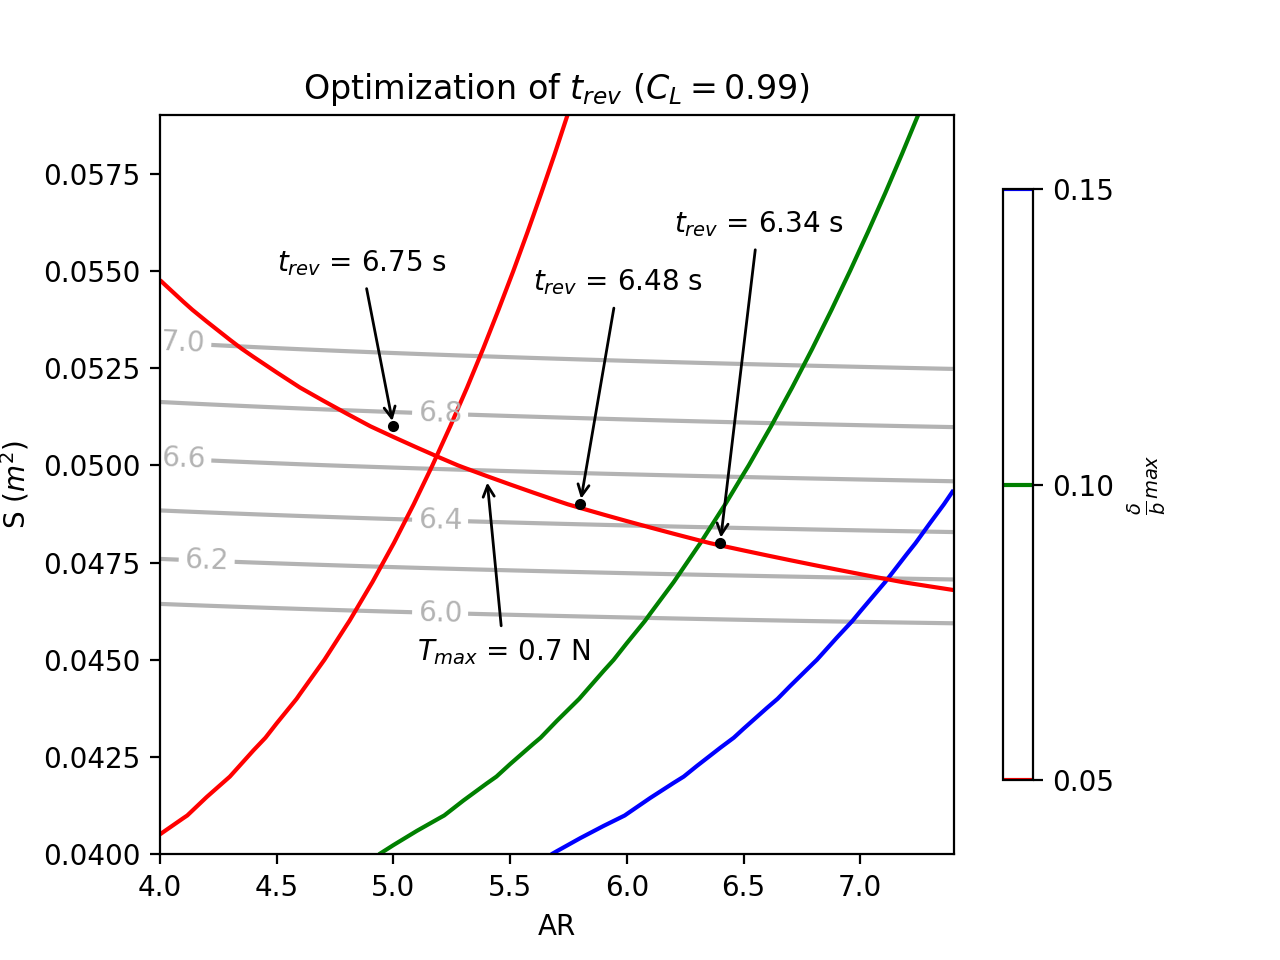 Optimization of t_rev (C_L = 0.99)
0.0575
0.0550
0.0525
0.0500
0.0475
0.0450
0.0425
0.0400
S (m²)
4.0 4.5 5.0 5.5 6.0 6.5 7.0
AR
t_rev = 6.75 s
t_rev = 6.48 s
t_rev = 6.34 s
T_max = 0.7 N
7.0
6.8
6.6
6.4
6.2
6.0
0.15
0.10
0.05
δ/b max